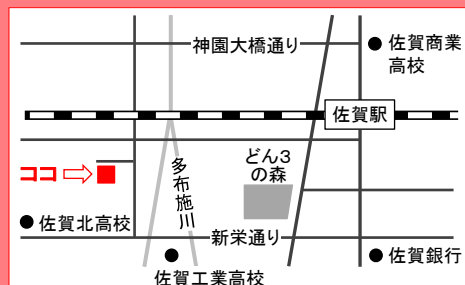 神園大橋通り
佐賀商業
高校
佐賀駅
どん3
の森
ココ
多布施川
佐賀北高校
新栄通り
佐賀銀行
佐賀工業高校